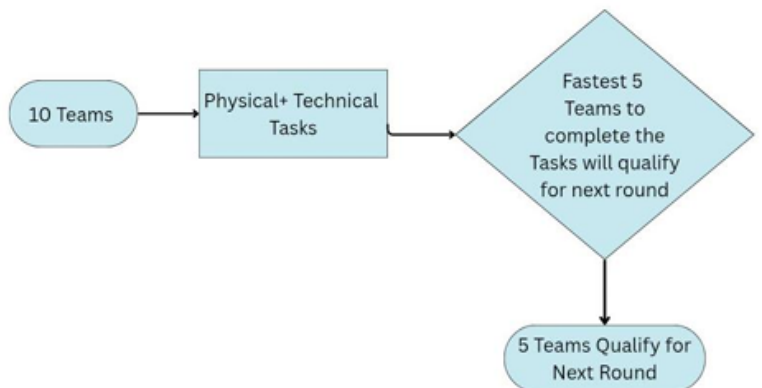 10 Teams
Physical+ Technical
Tasks
Fastest 5
Teams to
complete the
Tasks will qualify
for next round
5 Teams Qualify for
Next Round